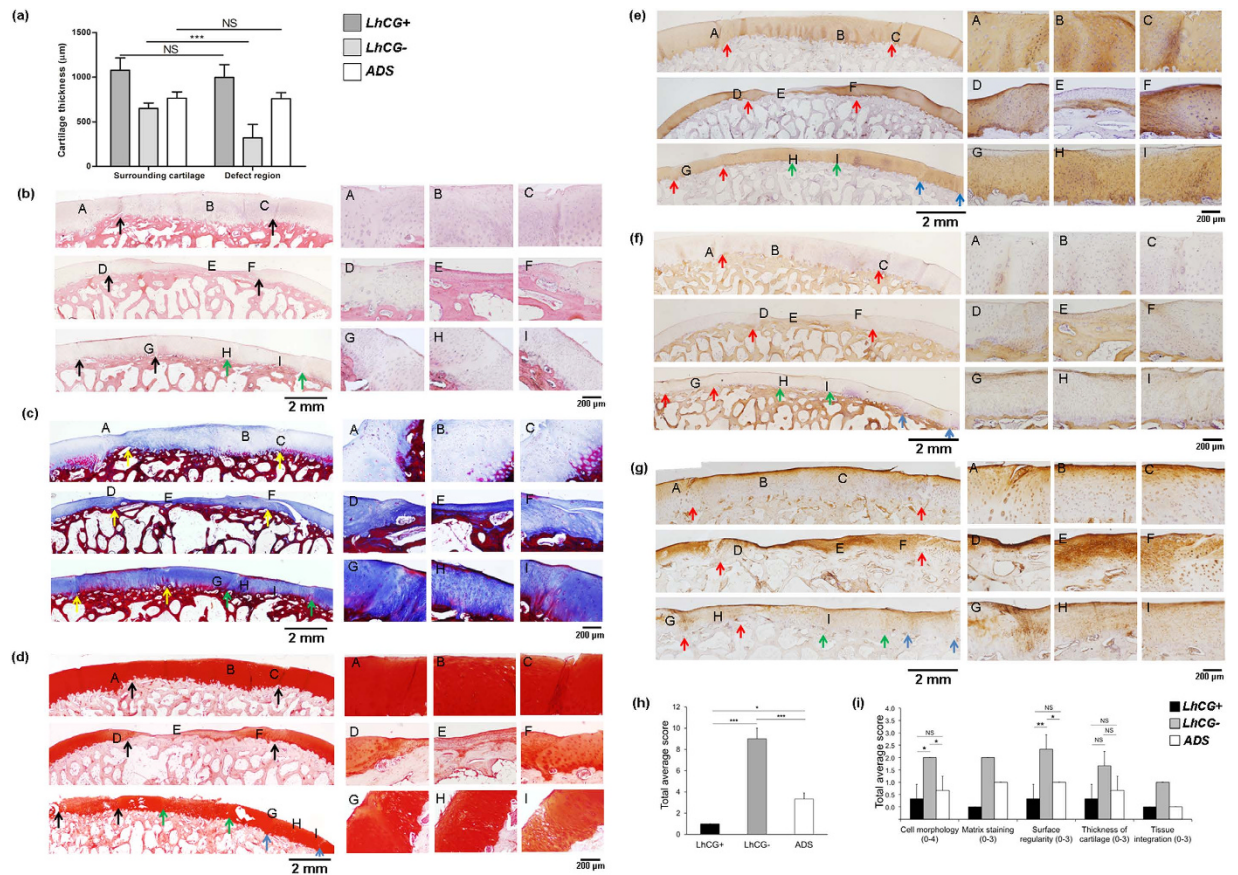 (a)
NS
***
NS
LhCG+
LhCG-
ADS
Cartilage thickness (μm)
1500
1000
500
0
Surrounding cartilage
Defect region
(b)
A B C
A B C
D E F
D E F
G H I
G H I
2 mm
200 μm
(c)
A B C
A B C
D E F
D E F
G H I
G H I
2 mm
200 μm
(d)
A B C
A B C
D E F
D E F
G H I
G H I
2 mm
200 μm
(e)
A B C
A B C
D E F
D E F
G H I
G H I
2 mm
200 μm
(f)
A B C
A B C
D E F
D E F
G H I
G H I
2 mm
200 μm
(g)
A B C
A B C
D E F
D E F
G H I
G H I
2 mm
200 μm
(h)
*
*** ***
Total average score
14
12
10
8
6
4
2
0
LhCG+ LhCG- ADS
(i)
LhCG+
LhCG-
ADS
NS
* *
NS
** *
NS
NS
NS
Total average score
4.0
3.5
3.0
2.5
2.0
1.5
1.0
0.5
0.0
Cell morphology (0-4)
Matrix staining (0-3)
Surface regularity (0-3)
Thickness of cartilage (0-3)
Tissue integration (0-3)